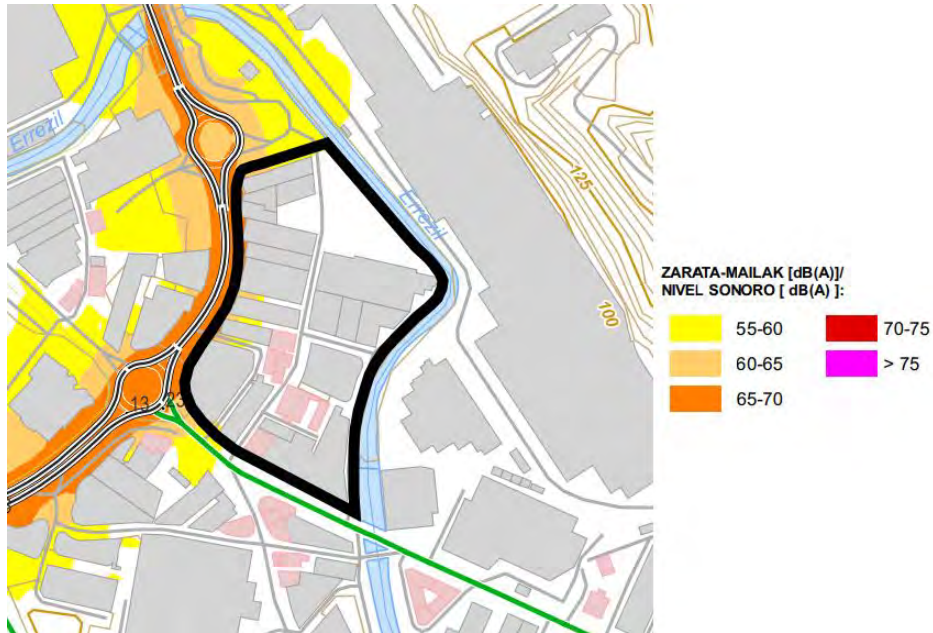 Errezil
Errezil
125
100
13
23
ZARATA-MAILAK [dB(A)]/
NIVEL SONORO [ dB(A) ]:
55-60
70-75
60-65
> 75
65-70